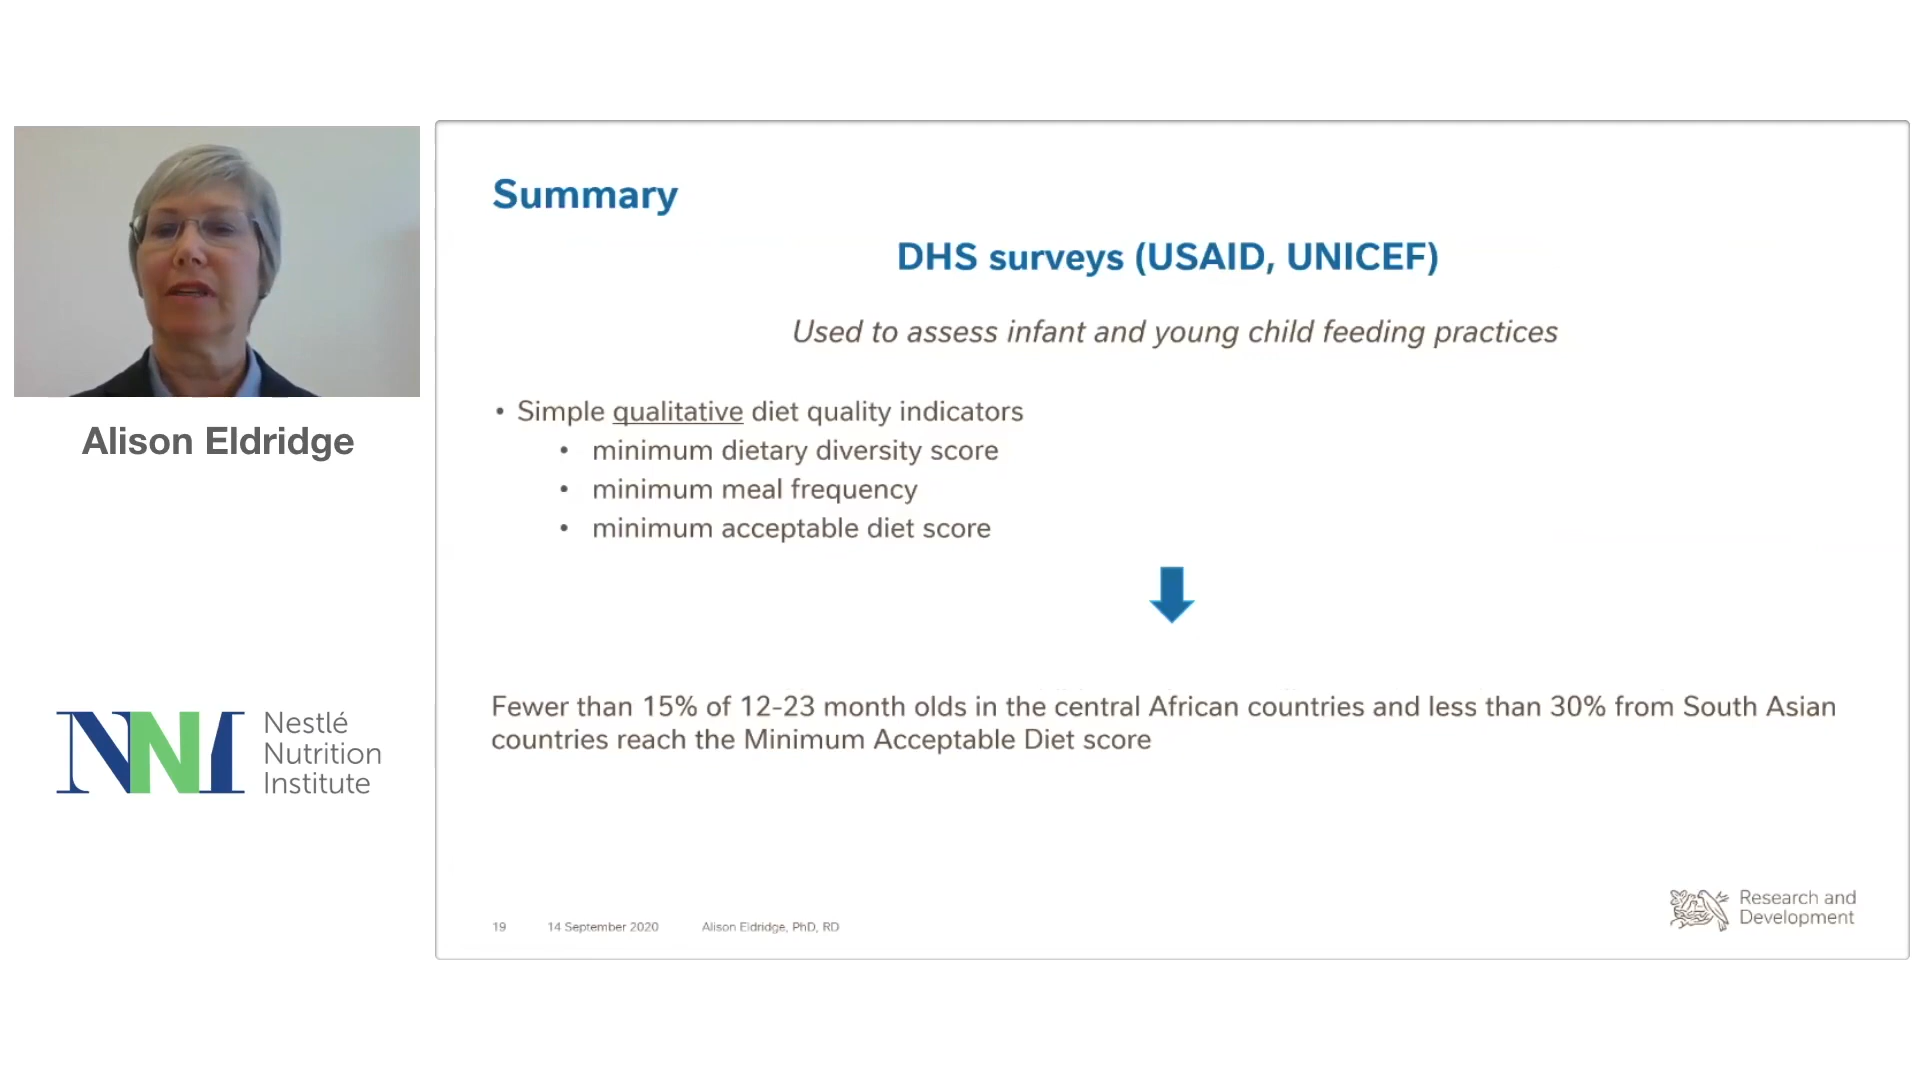 Summary
DHS surveys (USAID, UNICEF)
Used to assess infant and young child feeding practices
• Simple qualitative diet quality indicators
• minimum dietary diversity score
• minimum meal frequency
• minimum acceptable diet score
Fewer than 15% of 12-23 month olds in the central African countries and less than 30% from South Asian
countries reach the Minimum Acceptable Diet score
19 14 September 2020 Alison Eldridge, PhD, RD
Research and
Development
Alison Eldridge
NNI
Nestlé
Nutrition
Institute